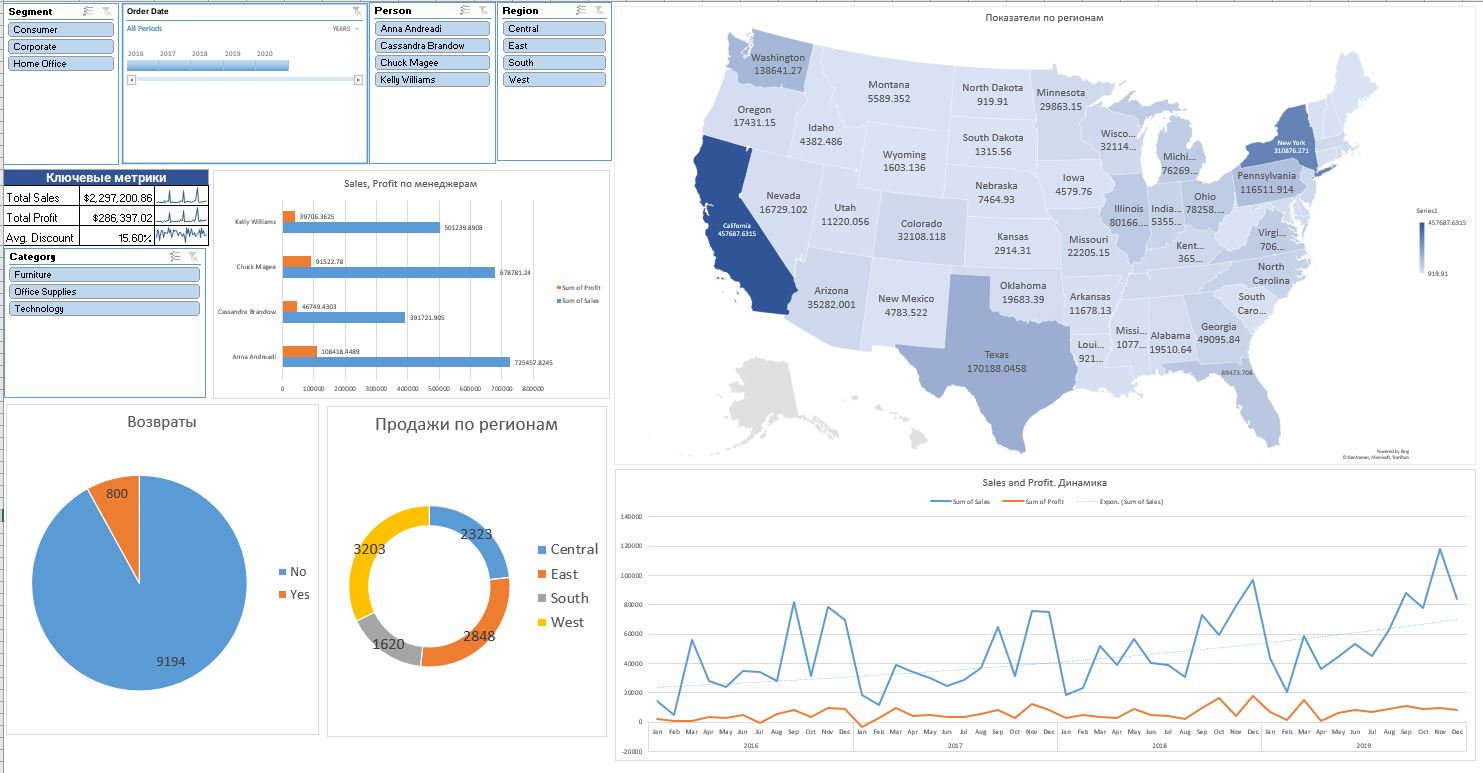 Segment
Consumer
Corporate
Home Office
Order Date
All Periods
YEARS
2016 2017 2018 2019 2020
Person
Anna Andreadi
Cassandra Brandow
Chuck Magee
Kelly Williams
Region
Central
East
South
West
Ключевые метрики
Total Sales $2,297,200.86
Total Profit $286,397.02
Avg. Discount 15.60%
Category
Furniture
Office Supplies
Technology
Sales, Profit по менеджерам
Kelly Williams
39706.3625
501239.8908
Chuck Magee
91522.78
678781.24
Cassandra Brandow
46749.4303
391721.905
Anna Andreadi
108418.4489
725457.8245
0 100000 200000 300000 400000 500000 600000 700000 800000
Sum of Profit
Sum of Sales
Возвраты
800
9194
No
Yes
Продажи по регионам
2323
2848
1620
3203
Central
East
South
West
Показатели по регионам
Washington
138641.27
Oregon
17431.15
Idaho
4382.486
Montana
5589.352
North Dakota
919.91
Minnesota
29863.15
South Dakota
1315.56
Wyoming
1603.136
Nebraska
7464.93
Iowa
4579.76
Wisco...
32114...
Michi...
76269...
New York
310876.271
Pennsylvania
116511.914
Ohio
78258....
India...
5355...
Illinois
80166....
California
457687.6315
Nevada
16729.102
Utah
11220.056
Colorado
32108.118
Kansas
2914.31
Missouri
22205.15
Kent...
365...
Virgi...
706...
North
Carolina
South
Caro...
Arizona
35282.001
New Mexico
4783.522
Oklahoma
19683.39
Arkansas
11678.13
Texas
170188.0458
Loui...
921...
Missi...
1077...
Alabama
19510.64
Georgia
49095.84
89473.708
Series1
457687.6315
919.91
Powered by Bing
© GeoNames, Microsoft, TomTom
Sales and Profit. Динамика
Sum of Sales Sum of Profit Expon. (Sum of Sales)
140000
120000
100000
80000
60000
40000
20000
0
-20000
Jan Feb Mar Apr May Jun Jul Aug Sep Oct Nov Dec Jan Feb Mar Apr May Jun Jul Aug Sep Oct Nov Dec Jan Feb Mar Apr May Jun Jul Aug Sep Oct Nov Dec Jan Feb Mar Apr May Jun Jul Aug Sep Oct Nov Dec
2016 2017 2018 2019